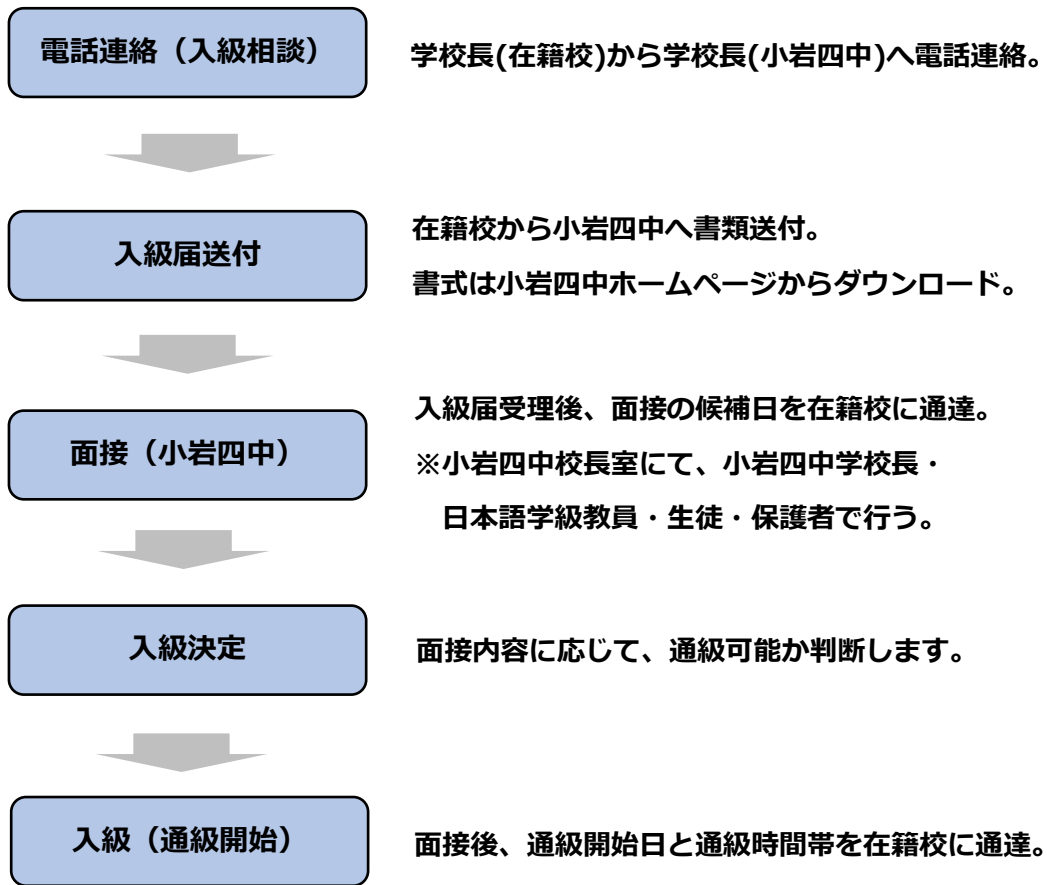 電話連絡（入級相談）
学校長(在籍校)から学校長(小岩四中)へ電話連絡。
入級届送付
在籍校から小岩四中へ書類送付。
書式は小岩四中ホームページからダウンロード。
面接（小岩四中）
入級届受理後、面接の候補日を在籍校に通達。
※小岩四中校長室にて、小岩四中学校長・
日本語学級教員・生徒・保護者で行う。
入級決定
面接内容に応じて、通級可能か判断します。
入級（通級開始）
面接後、通級開始日と通級時間帯を在籍校に通達。